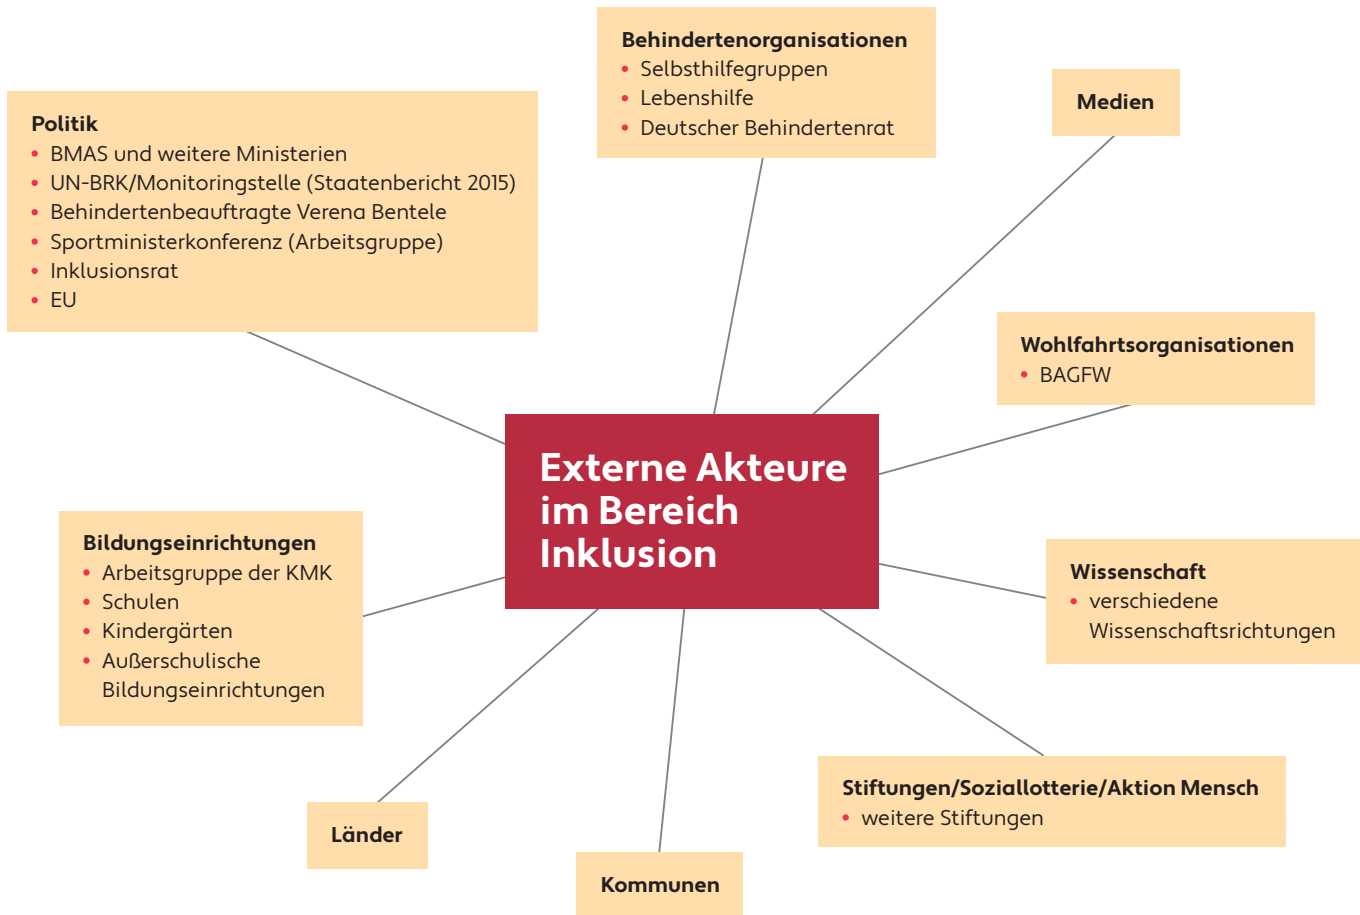 Behindertenorganisationen
• Selbsthilfegruppen
• Lebenshilfe
• Deutscher Behindertenrat
Medien
Politik
• BMAS und weitere Ministerien
• UN-BRK/Monitoringstelle (Staatenbericht 2015)
• Behindertenbeauftragte Verena Bentele
• Sportministerkonferenz (Arbeitsgruppe)
• Inklusionsrat
• EU
Wohlfahrtsorganisationen
• BAGFW
Externe Akteure
im Bereich
Inklusion
Bildungseinrichtungen
• Arbeitsgruppe der KMK
• Schulen
• Kindergärten
• Außerschulische
Bildungseinrichtungen
Wissenschaft
• verschiedene
Wissenschaftsrichtungen
Stiftungen/Soziallotterie/Aktion Mensch
• weitere Stiftungen
Länder
Kommunen